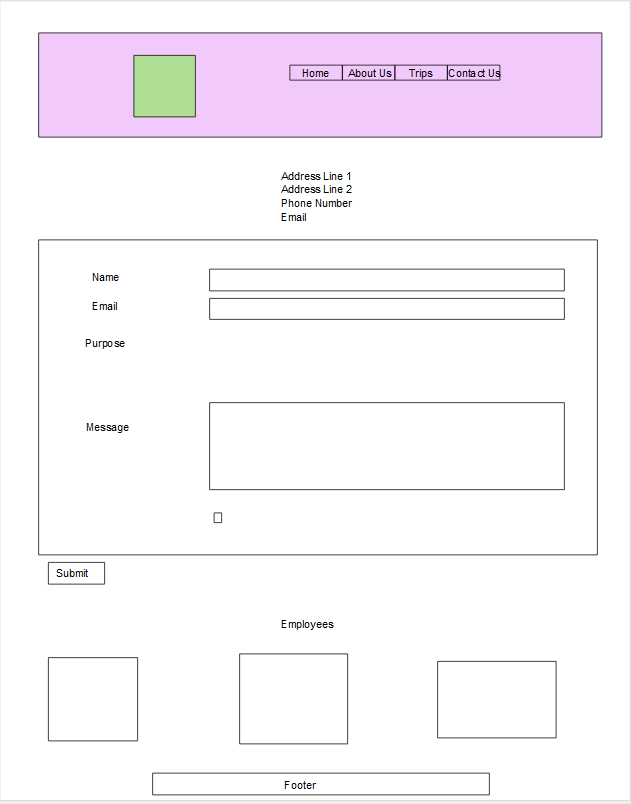 Home About Us Trips Contact Us
Address Line 1
Address Line 2
Phone Number
Email
Name
Email
Purpose
Message
Submit
Employees
Footer